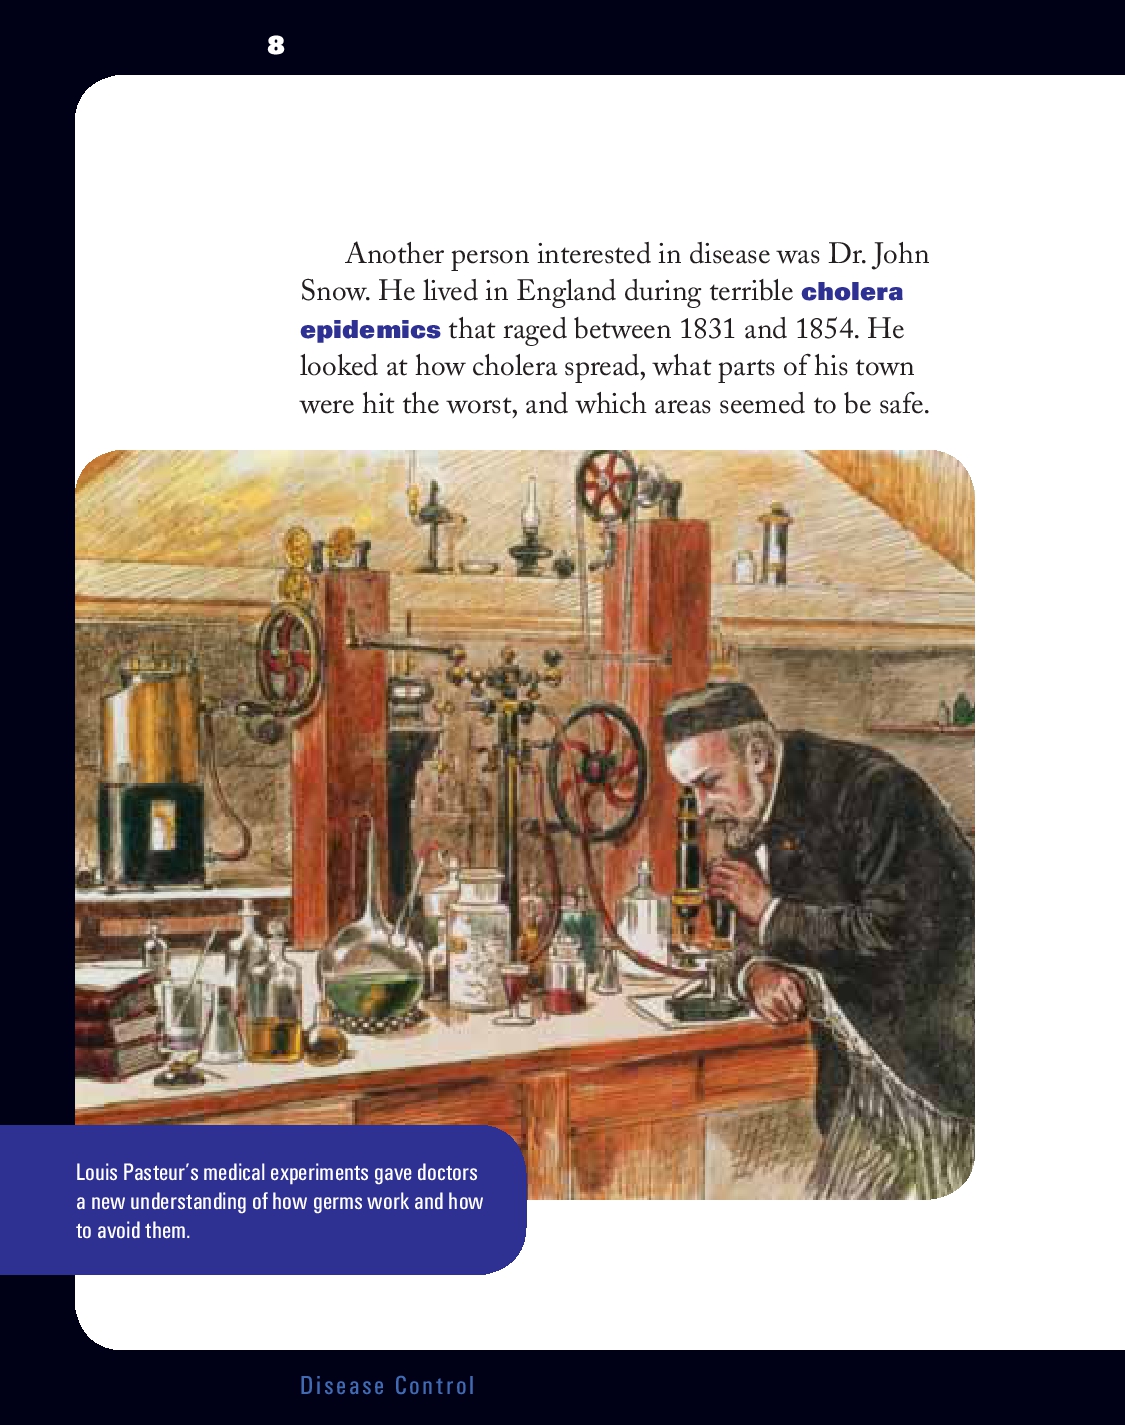 8
Another person interested in disease was Dr. John
Snow. He lived in England during terrible cholera
epidemics that raged between 1831 and 1854. He
looked at how cholera spread, what parts of his town
were hit the worst, and which areas seemed to be safe.
Louis Pasteur's medical experiments gave doctors
a new understanding of how germs work and how
to avoid them.
Disease Control